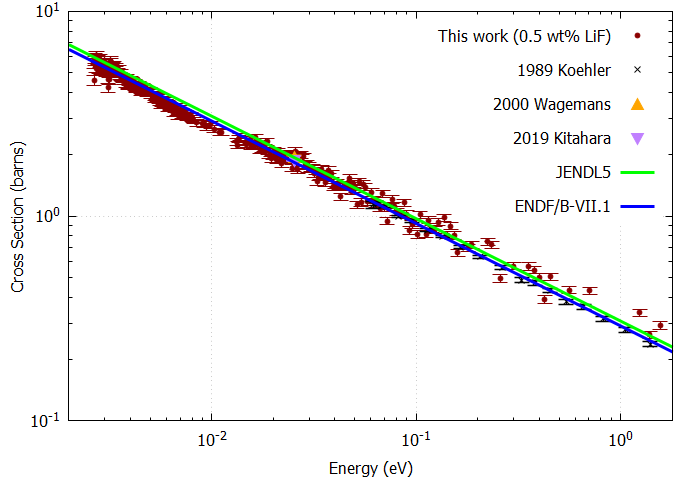 10^1
This work (0.5 wt% LiF)
1989 Koehler
2000 Wagemans
2019 Kitahara
JENDL5
ENDF/B-VII.1
Cross Section (barns)
10^0
10^-1
10^-2 10^-1 10^0
Energy (eV)